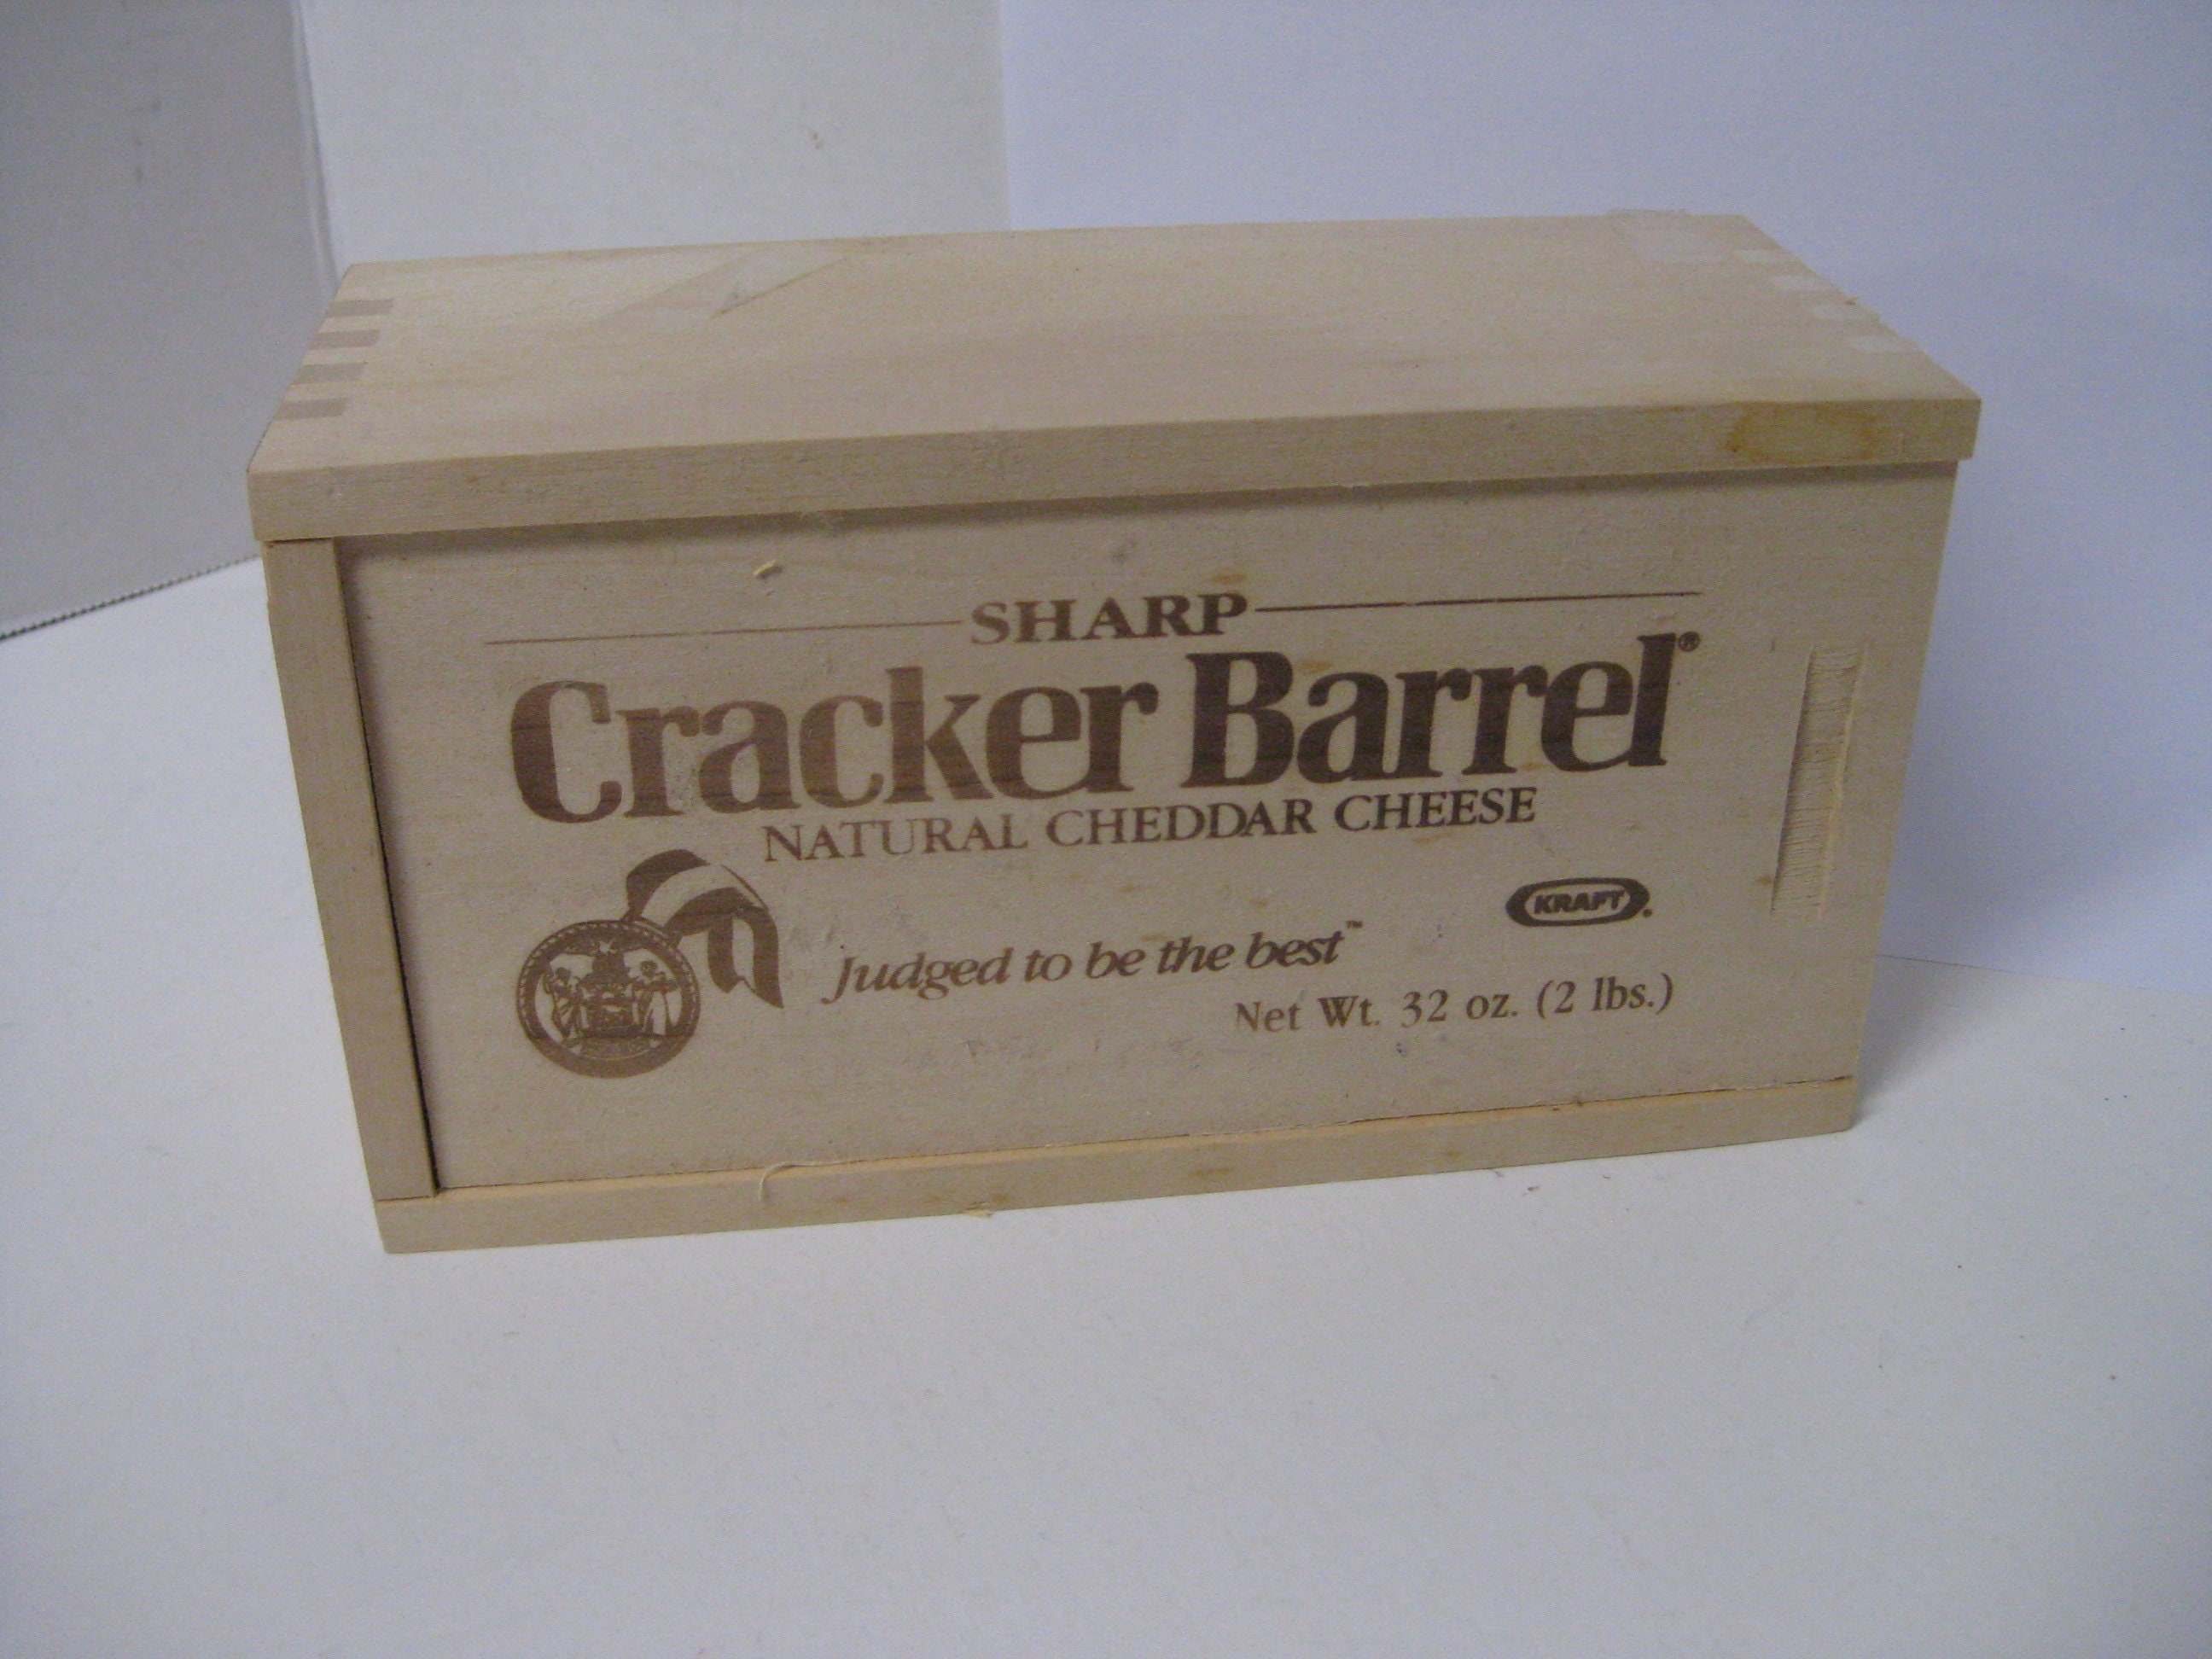 SHARP
Cracker Barrel®
NATURAL CHEDDAR CHEESE
KRAFT
Judged to be the best™
Net Wt. 32 oz. (2 lbs.)